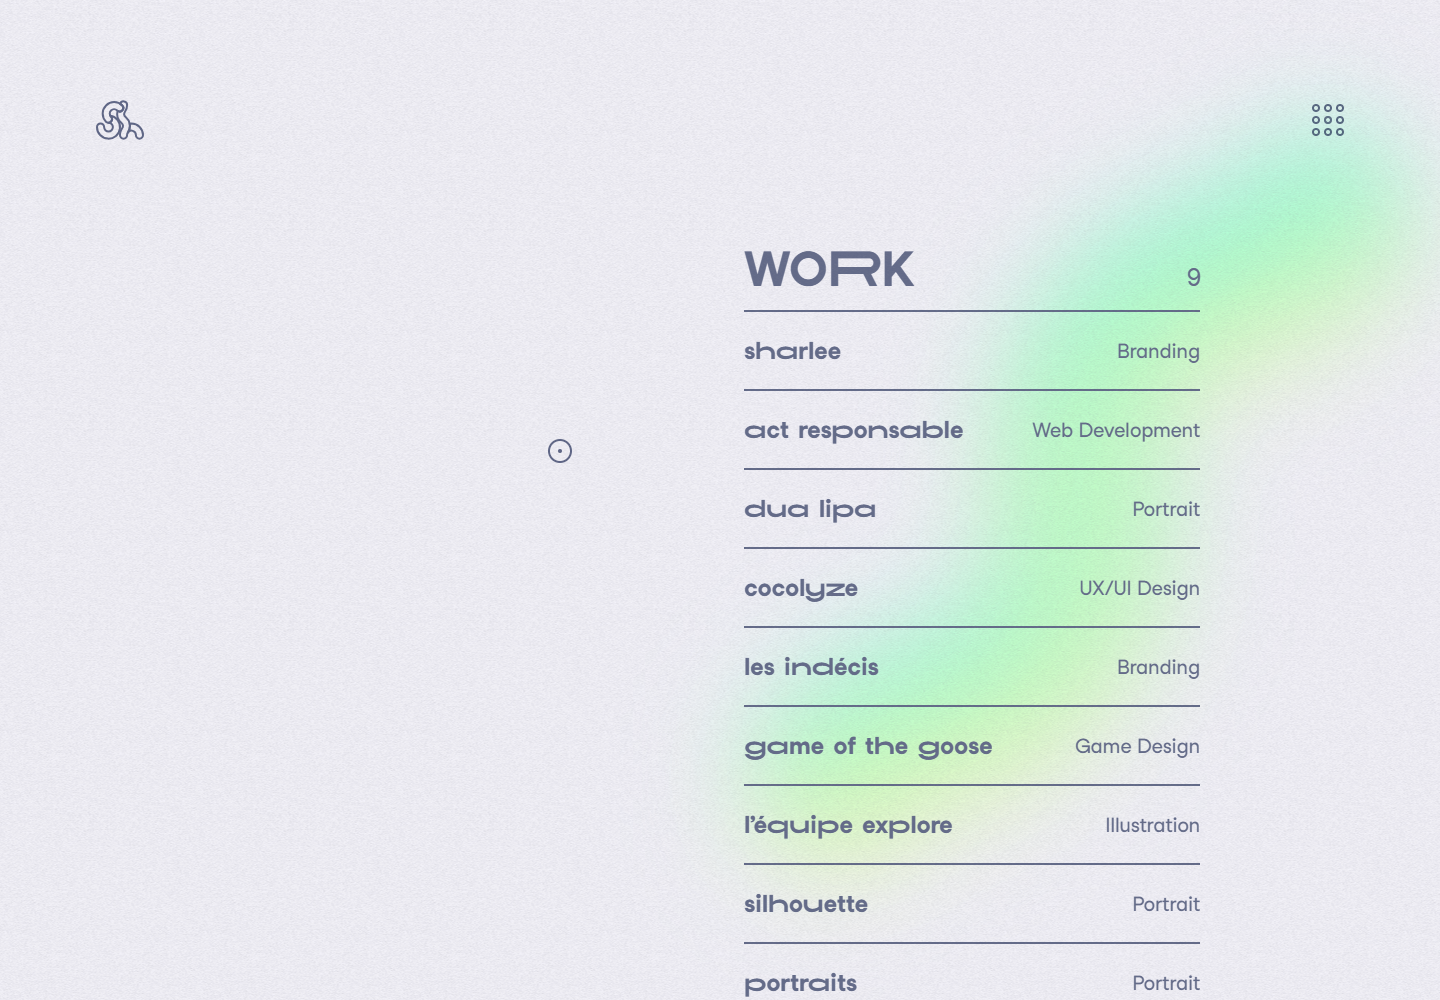 WORK 9
sharlee Branding
act responsable Web Development
dua lipa Portrait
cocolyze UX/UI Design
les indécis Branding
game of the goose Game Design
l’équipe explore Illustration
silhouette Portrait
portraits Portrait